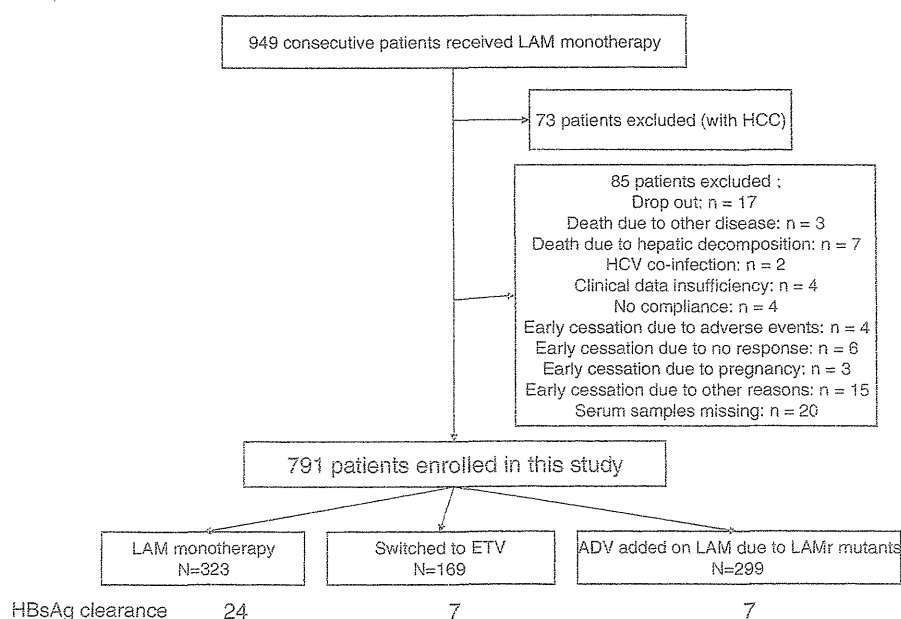 949 consecutive patients received LAM monotherapy
73 patients excluded (with HCC)
85 patients excluded ;
Drop out: n = 17
Death due to other disease: n = 3
Death due to hepatic decomposition: n = 7
HCV co-infection: n = 2
Clinical data insufficiency: n = 4
No compliance: n = 4
Early cessation due to adverse events: n = 4
Early cessation due to no response: n = 6
Early cessation due to pregnancy: n = 3
Early cessation due to other reasons: n = 15
Serum samples missing: n = 20
791 patients enrolled in this study
LAM monotherapy
N=323
Switched to ETV
N=169
ADV added on LAM due to LAMr mutants
N=299
HBsAg clearance 24 7 7